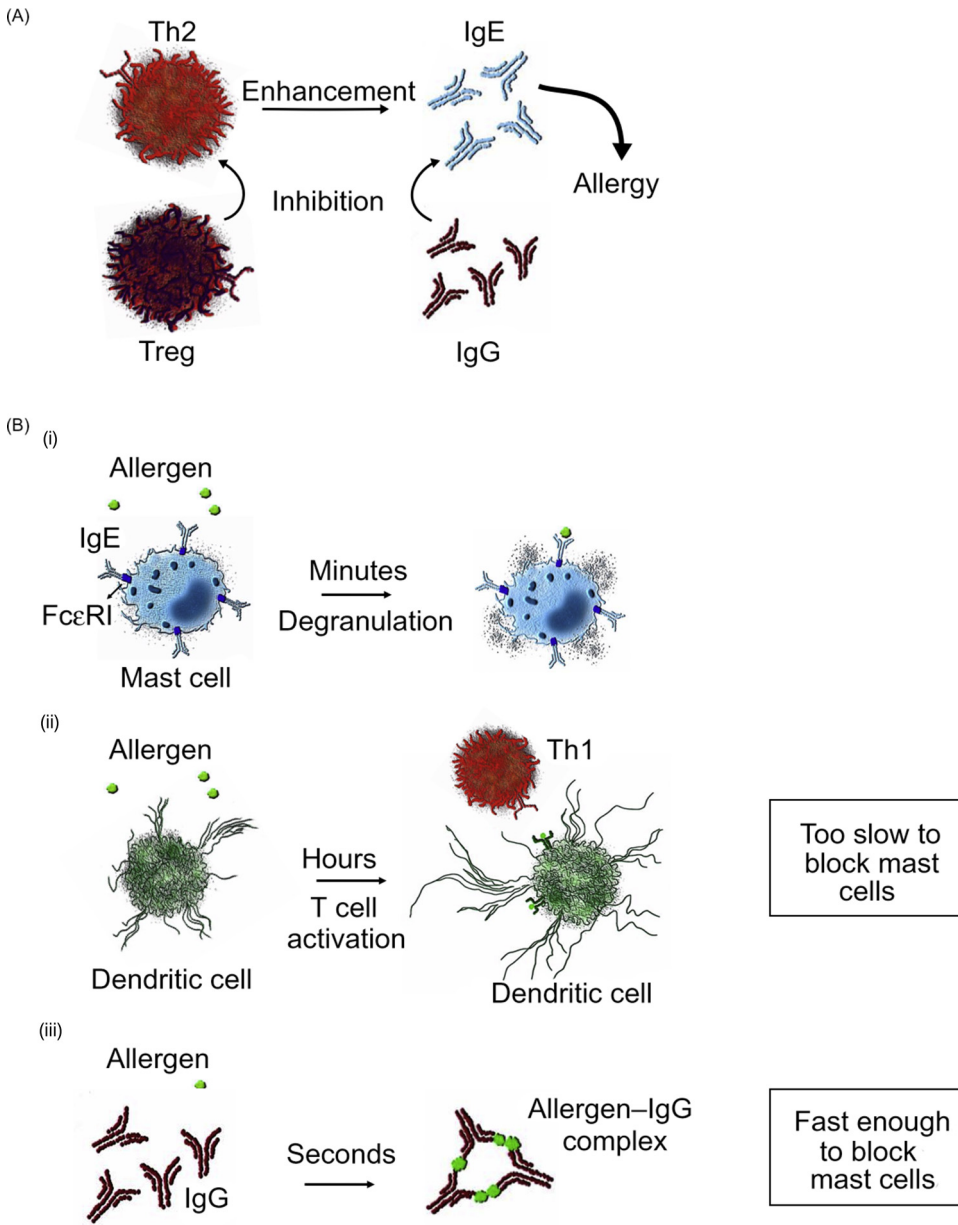 (A)
Th2
IgE
Enhancement
Allergy
Inhibition
Treg
IgG
(B)
(i)
Allergen
IgE
FcεRI
Minutes
Degranulation
Mast cell
(ii)
Allergen
Th1
Hours
T cell
activation
Dendritic cell
Dendritic cell
Too slow to
block mast
cells
(iii)
Allergen
IgG
Seconds
Allergen–IgG
complex
Fast enough
to block
mast cells